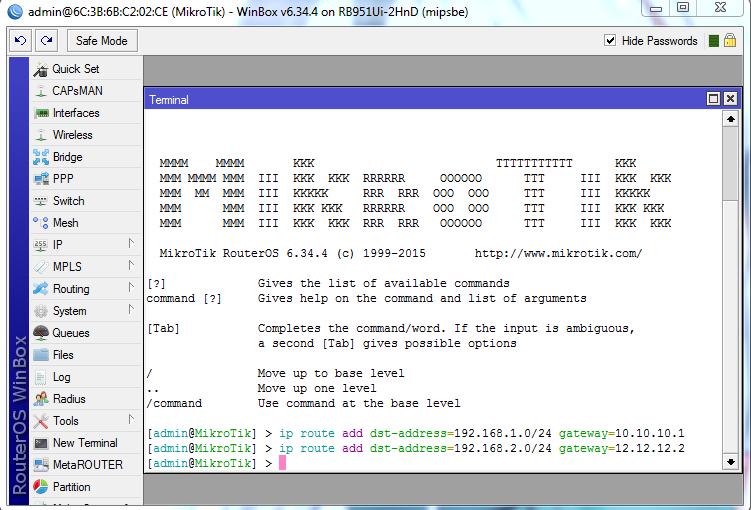 admin@6C:3B:6B:C2:02:CE (MikroTik) - WinBox v6.34.4 on RB951Ui-2HnD (mipsbe)
Safe Mode
Hide Passwords
Quick Set
CAPsMAN
Interfaces
Wireless
Bridge
PPP
Switch
Mesh
IP
MPLS
Routing
System
Queues
Files
Log
Radius
Tools
New Terminal
MetaROUTER
Partition
RouterOS WinBox
Terminal
MMMM    MMMM       KKK                          TTTTTTTTTTT      KKK
MMM MMMM MMM  III  KKK  KKK  RRRRRR     OOOOOO      TTT     III  KKK  KKK
MMM  MM  MMM  III  KKKKK     RRR  RRR  OOO  OOO     TTT     III  KKKKK
MMM      MMM  III  KKK KKK   RRRRRR    OOO  OOO     TTT     III  KKK KKK
MMM      MMM  III  KKK  KKK  RRR  RRR   OOOOOO      TTT     III  KKK  KKK
MikroTik RouterOS 6.34.4 (c) 1999-2015       http://www.mikrotik.com/
[?]             Gives the list of available commands
command [?]     Gives help on the command and list of arguments
[Tab]           Completes the command/word. If the input is ambiguous,
a second [Tab] gives possible options
/               Move up to base level
..              Move up one level
/command        Use command at the base level
[admin@MikroTik] > ip route add dst-address=192.168.1.0/24 gateway=10.10.10.1
[admin@MikroTik] > ip route add dst-address=192.168.2.0/24 gateway=12.12.12.2
[admin@MikroTik] >